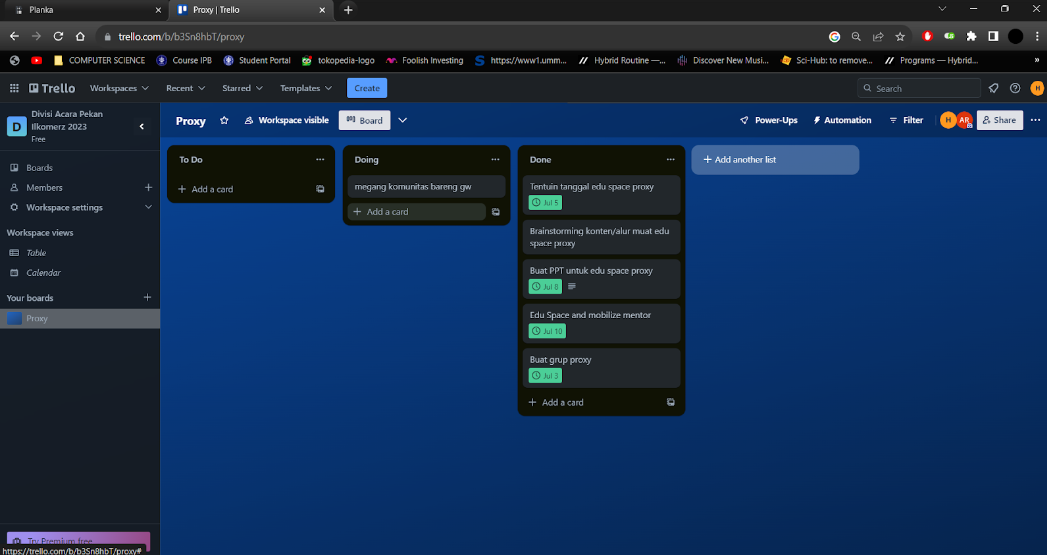 Planka
Proxy | Trello
trello.com/b/b3Sn8hbT/proxy
COMPUTER SCIENCE
Course IPB
Student Portal
tokopedia-logo
Foolish Investing
https://www1.umm...
Hybrid Routine —...
Discover New Musi...
Sci-Hub: to remove...
Programs — Hybrid...
Trello
Workspaces
Recent
Starred
Templates
Create
Search
H
D
Divisi Acara Pekan
Ilkomerz 2023
Free
Proxy
Workspace visible
Board
Power-Ups
Automation
Filter
H
AR
Share
Boards
Members
Workspace settings
Workspace views
Table
Calendar
Your boards
Proxy
To Do
Add a card
Doing
megang komunitas bareng gw
Add a card
Done
Tentuin tanggal edu space proxy
Jul 5
Brainstorming konten/alur muat edu
space proxy
Buat PPT untuk edu space proxy
Jul 8
Edu Space and mobilize mentor
Jul 10
Buat grup proxy
Jul 3
Add a card
Add another list
Try Premium free
https://trello.com/b/b3Sn8hbT/proxy#